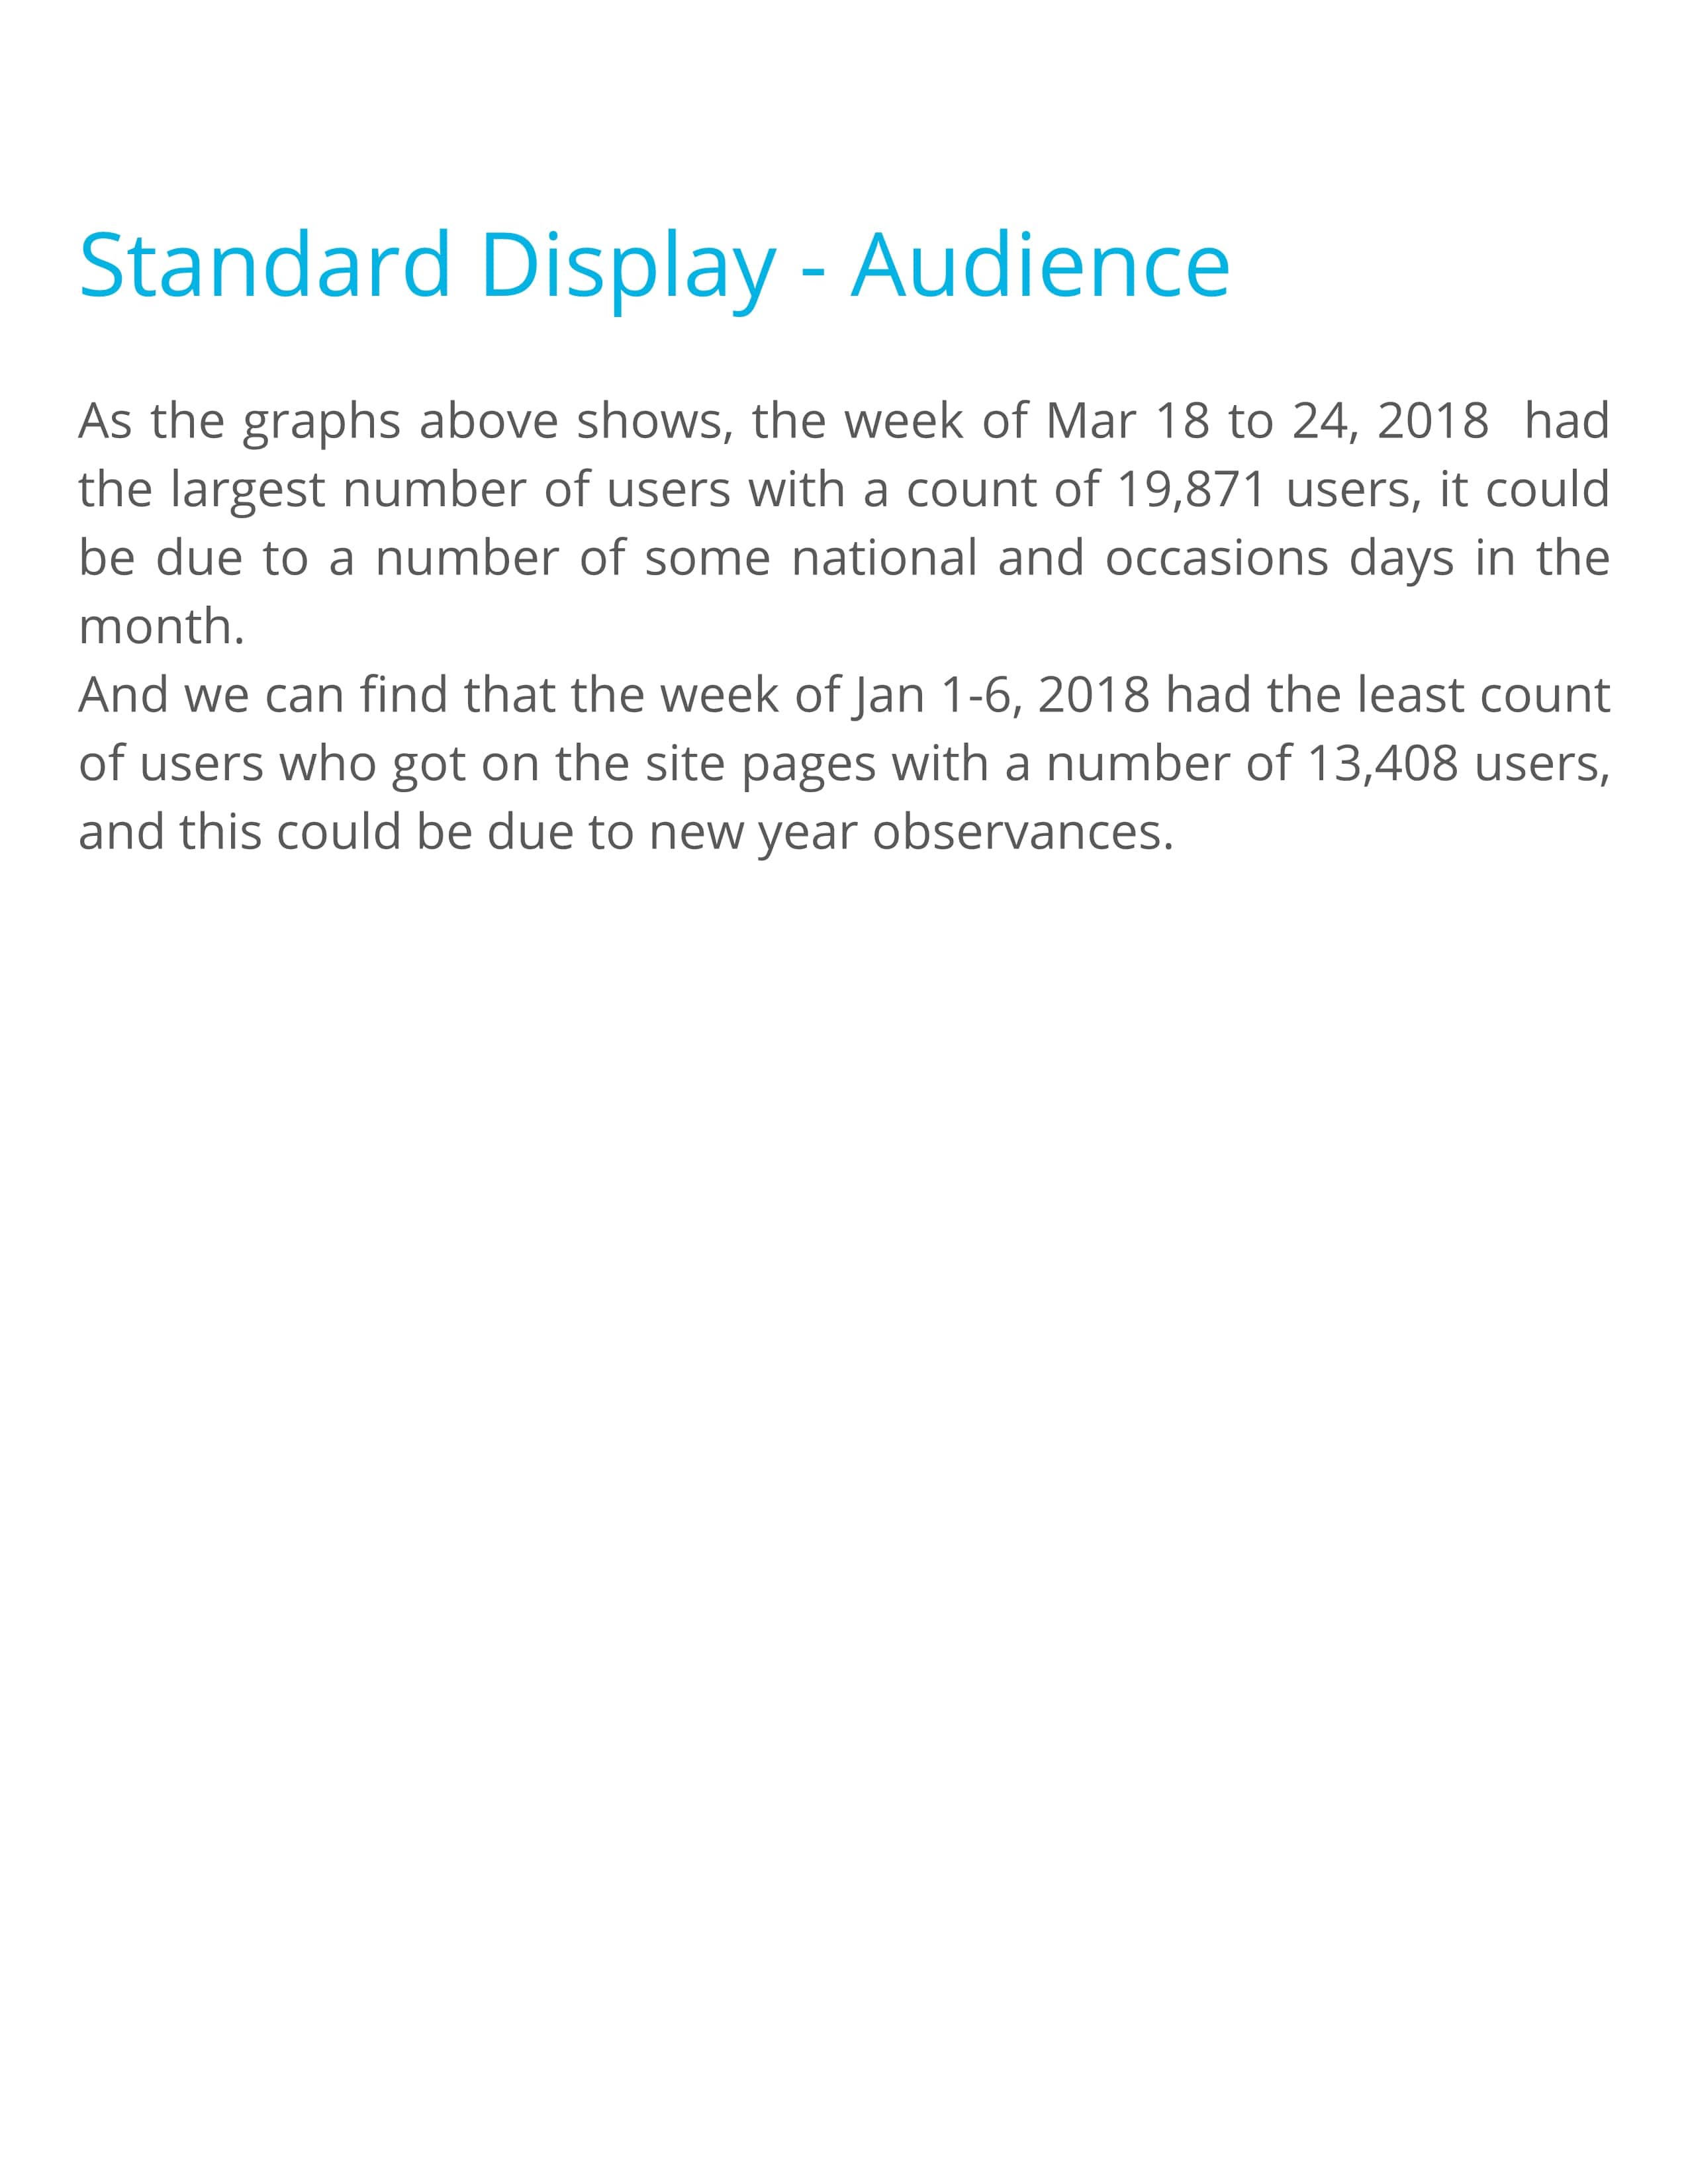 Standard Display - Audience
As the graphs above shows, the week of Mar 18 to 24, 2018 had
the largest number of users with a count of 19,871 users, it could
be due to a number of some national and occasions days in the
month.
And we can find that the week of Jan 1-6, 2018 had the least count
of users who got on the site pages with a number of 13,408 users,
and this could be due to new year observances.